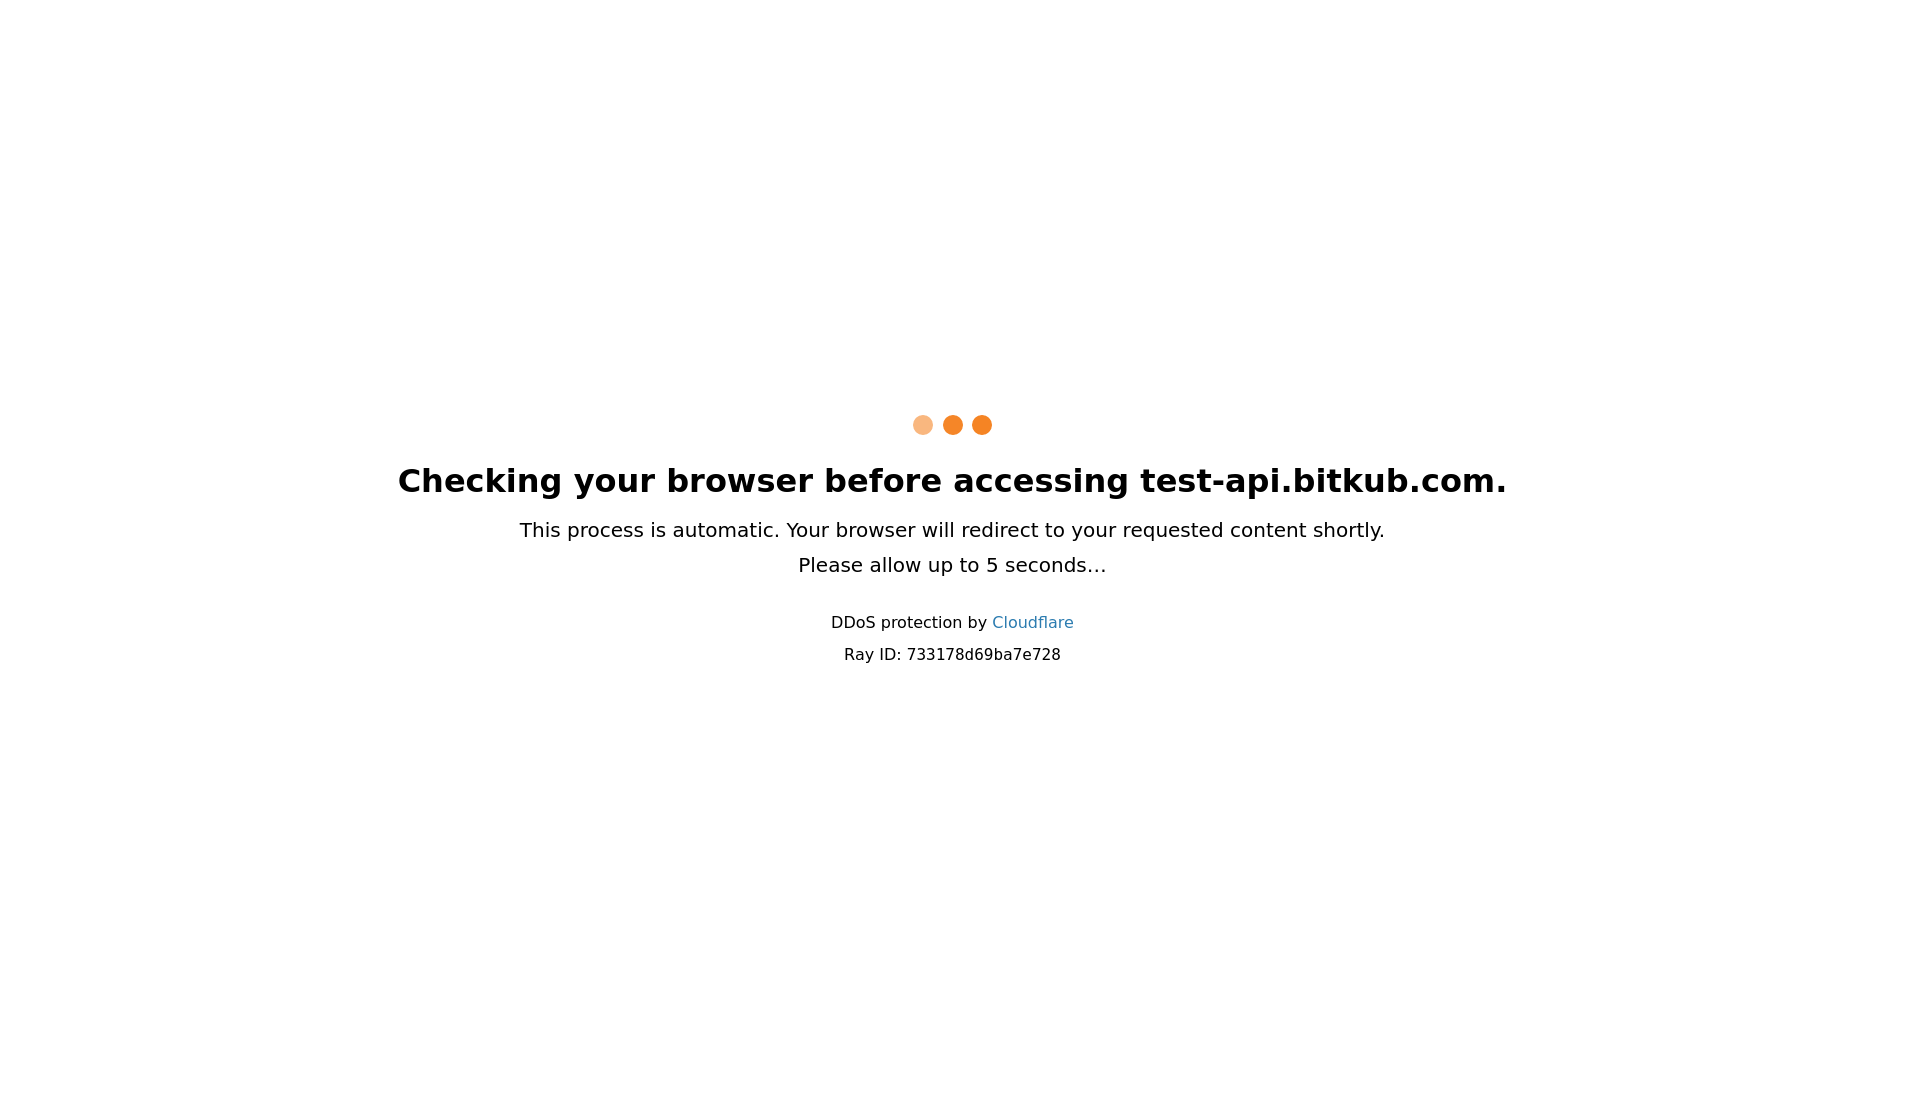 Checking your browser before accessing test-api.bitkub.com.
This process is automatic. Your browser will redirect to your requested content shortly.
Please allow up to 5 seconds…
DDoS protection by Cloudflare
Ray ID: 733178d69ba7e728